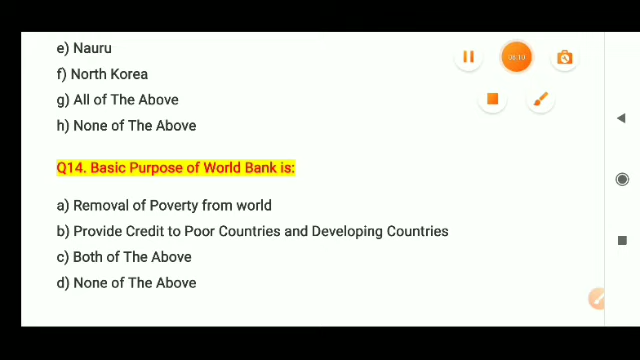 e) Nauru
f) North Korea
g) All of The Above
h) None of The Above
Q14. Basic Purpose of World Bank is:
a) Removal of Poverty from world
b) Provide Credit to Poor Countries and Developing Countries
c) Both of The Above
d) None of The Above